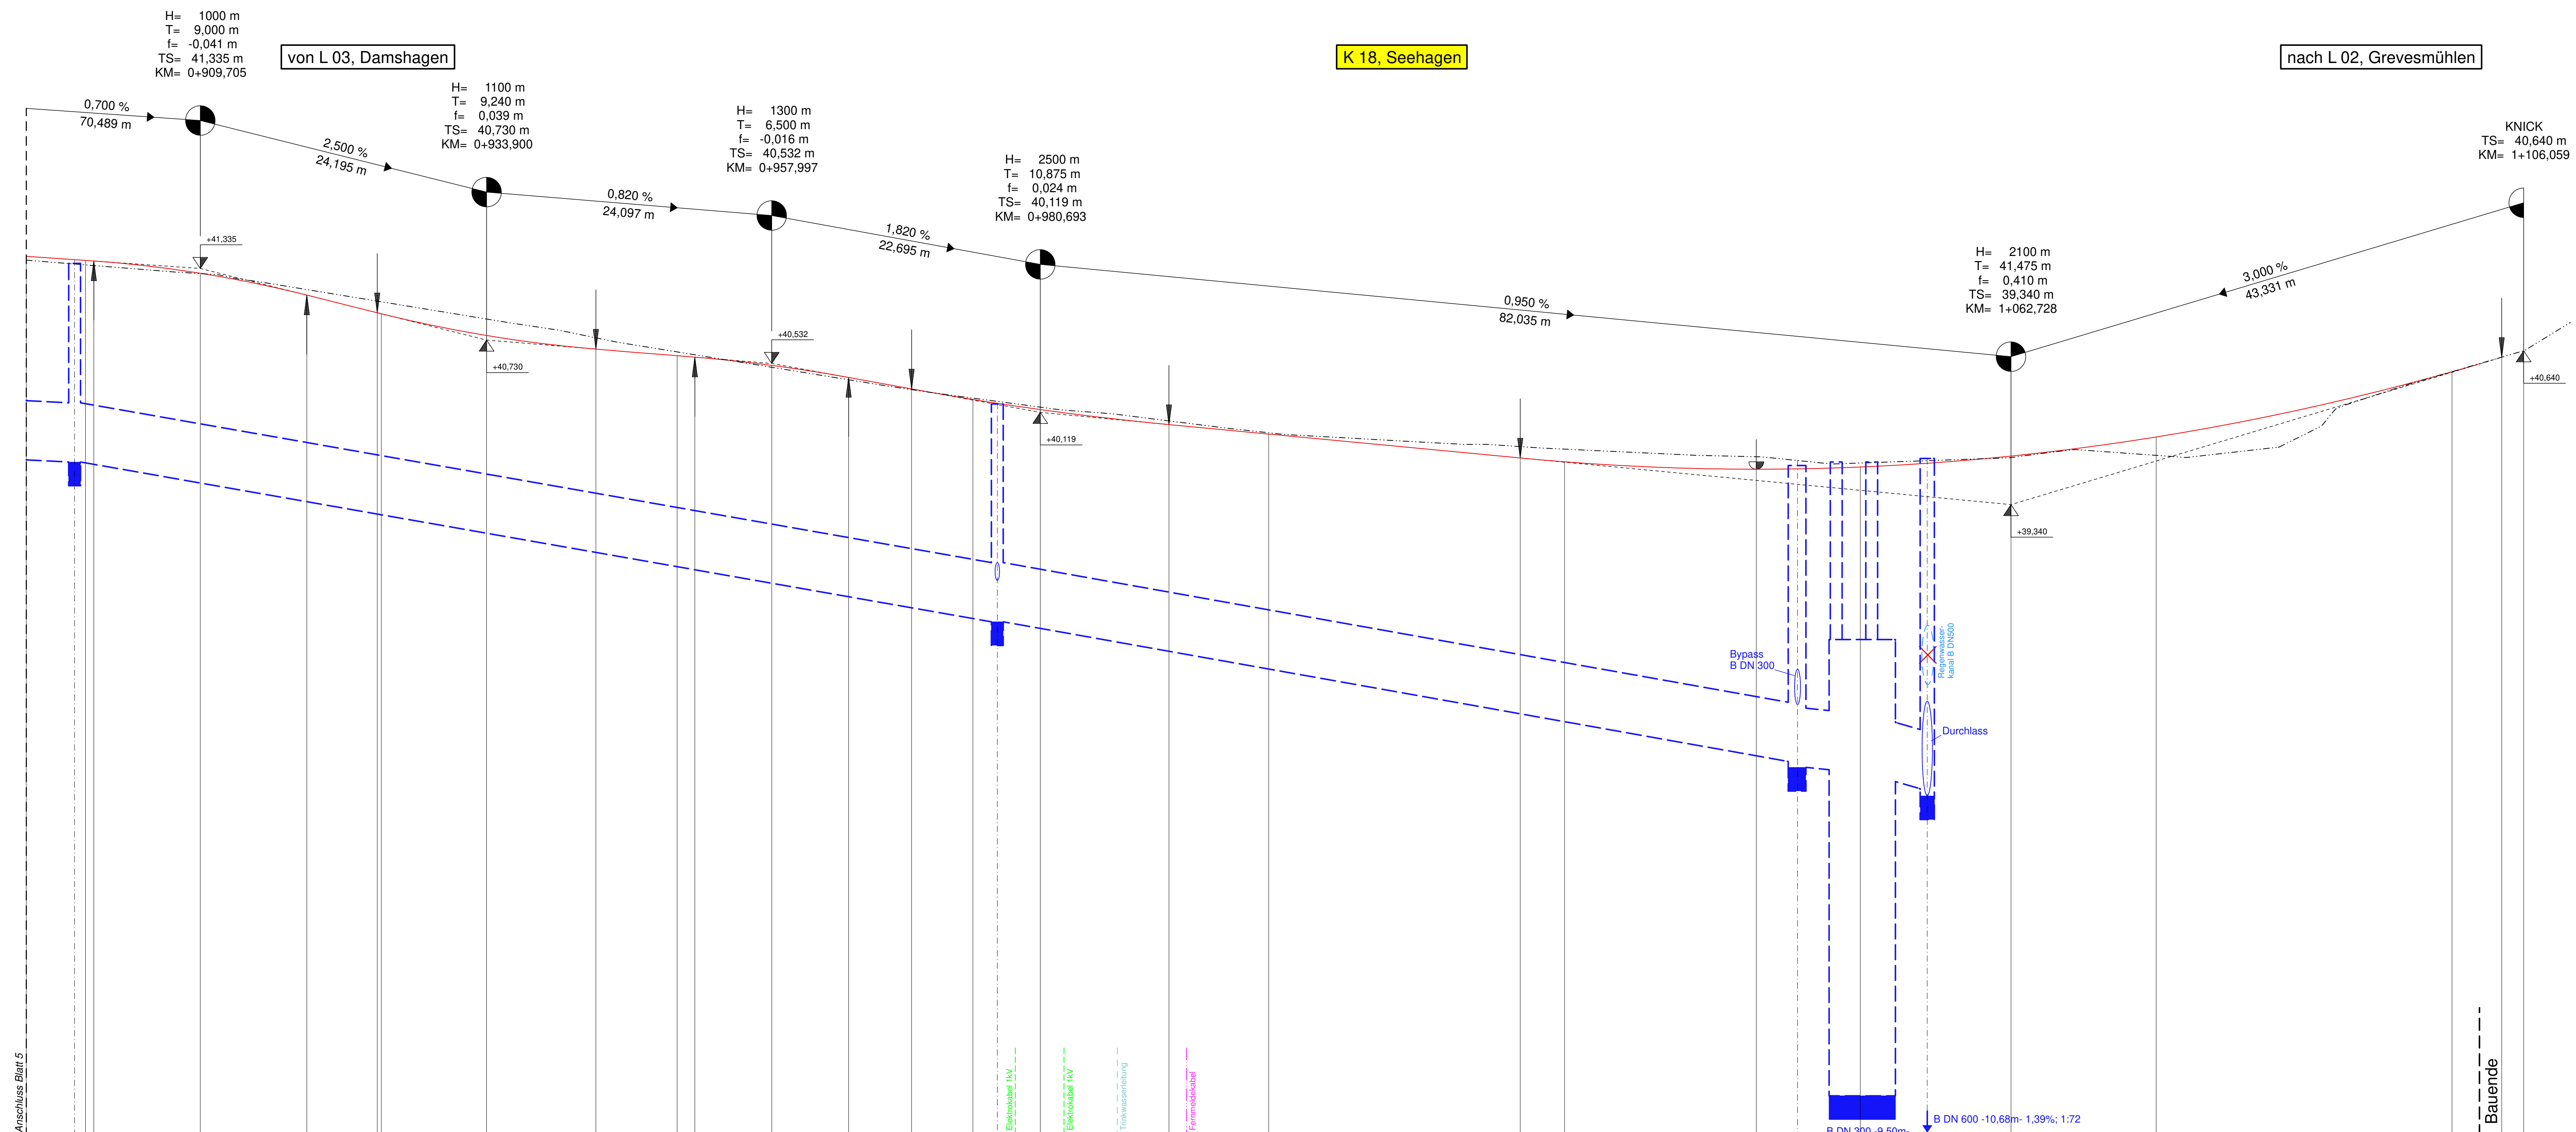 H= 1000 m
T= 9,000 m
f= -0,041 m
TS= 41,335 m
KM= 0+909,705
von L 03, Damshagen
K 18, Seehagen
nach L 02, Grevesmühlen
0,700 %
70,489 m
2,500 %
24,195 m
H= 1100 m
T= 9,240 m
f= 0,039 m
TS= 40,730 m
KM= 0+933,900
0,820 %
24,097 m
H= 1300 m
T= 6,500 m
f= -0,016 m
TS= 40,532 m
KM= 0+957,997
1,820 %
22,695 m
H= 2500 m
T= 10,875 m
f= 0,024 m
TS= 40,119 m
KM= 0+980,693
0,950 %
82,035 m
H= 2100 m
T= 41,475 m
f= 0,410 m
TS= 39,340 m
KM= 1+062,728
3,000 %
43,331 m
KNICK
TS= 40,640 m
KM= 1+106,059
+41,335
+40,730
+40,532
+40,119
+39,340
+40,640
Bypass
B DN 300
Regenwasser-
kanal B DN500
Durchlass
Anschluss Blatt 5
Elektrokabel 1kV
Elektrokabel 1kV
Trinkwasserleitung
Fernmeldekabel
B DN 600 -10,68m- 1,39%; 1:72
B DN 300 -9,50m-
Bauende